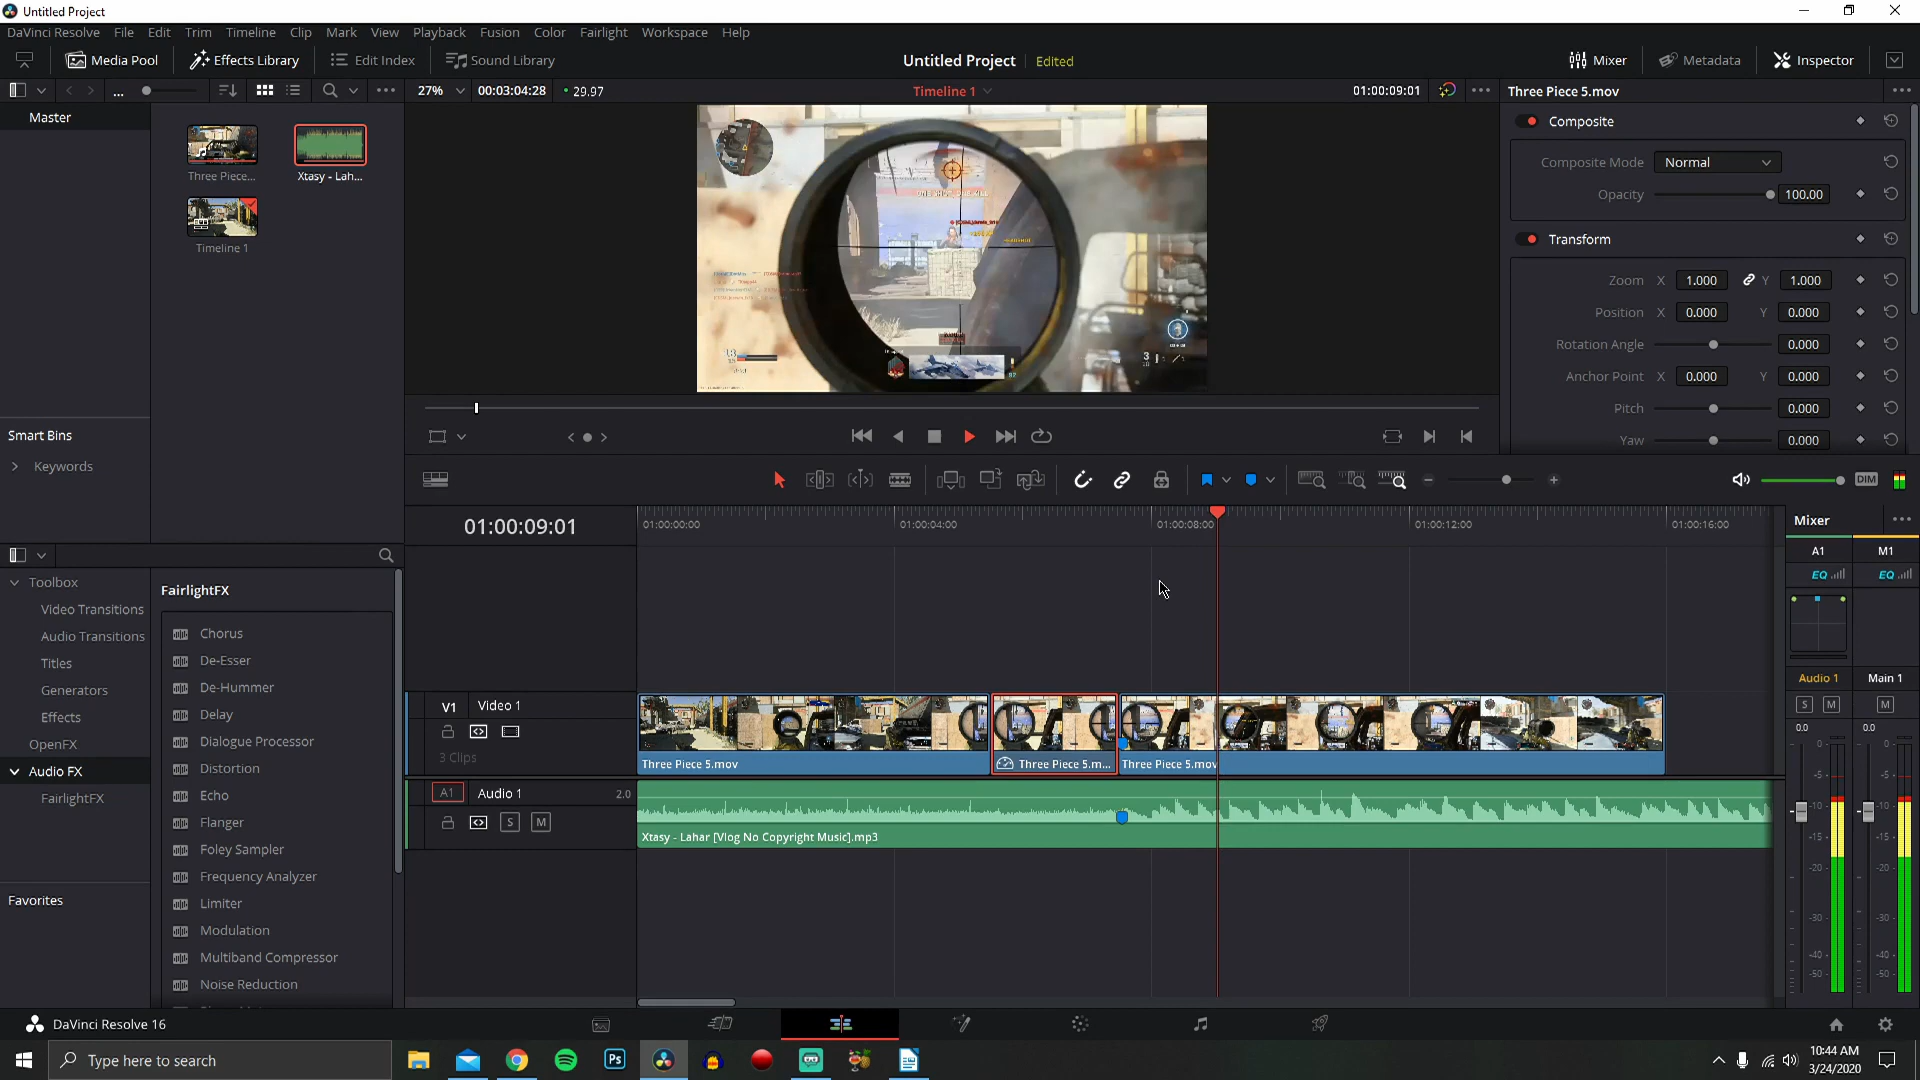 Untitled Project
DaVinci Resolve File Edit Trim Timeline Clip Mark View Playback Fusion Color Fairlight Workspace Help
Media Pool Effects Library Edit Index Sound Library Untitled Project Edited Mixer Metadata Inspector
... 27% 00:03:04:28 29.97 Timeline 1 01:00:09:01 Three Piece 5.mov
Master
Three Piece... Xtasy - Lah...
Timeline 1
Composite
Composite Mode Normal
Opacity 100.00
Transform
Zoom X 1.000 Y 1.000
Position X 0.000 Y 0.000
Rotation Angle 0.000
Anchor Point X 0.000 Y 0.000
Pitch 0.000
Yaw 0.000
Smart Bins
Keywords
DIM
01:00:09:01
01:00:00:00 01:00:04:00 01:00:08:00 01:00:12:00 01:00:16:00
Mixer
A1 M1
EQ EQ
Toolbox
Video Transitions
Audio Transitions
Titles
Generators
Effects
OpenFX
Audio FX
FairlightFX
Favorites
FairlightFX
Chorus
De-Esser
De-Hummer
Delay
Dialogue Processor
Distortion
Echo
Flanger
Foley Sampler
Frequency Analyzer
Limiter
Modulation
Multiband Compressor
Noise Reduction
V1 Video 1
3 Clips
Three Piece 5.mov Three Piece 5.m... Three Piece 5.mov
A1 Audio 1 2.0
S M
Xtasy - Lahar [Vlog No Copyright Music].mp3
Audio 1 Main 1
S M M
0.0 0.0
0 0
-5 -5
-10 -10
-15 -15
-20 -20
-30 -30
-40 -40
-50 -50
DaVinci Resolve 16
Type here to search
Ps
10:44 AM
3/24/2020